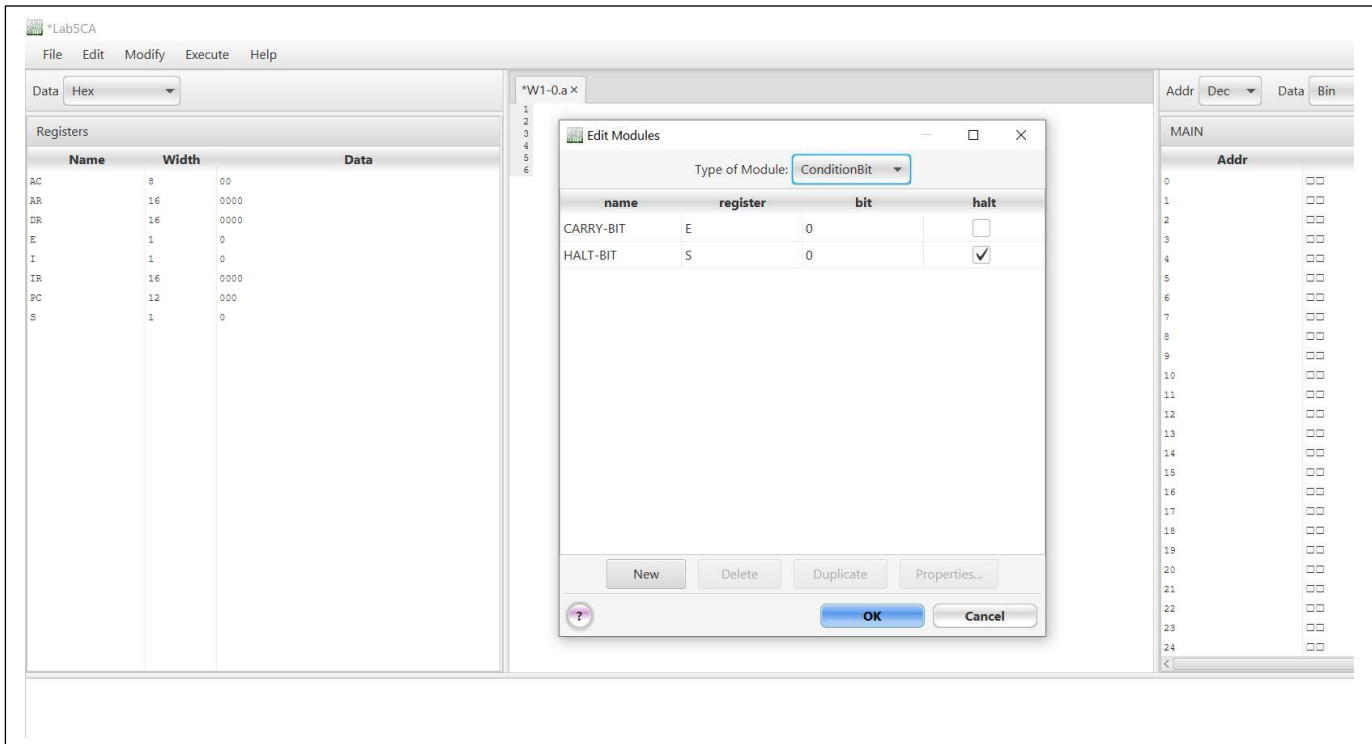 *Lab5CA
File Edit Modify Execute Help
Data Hex
Registers
Name Width Data
AC 8 00
AR 16 0000
DR 16 0000
E 1 0
I 1 0
IR 16 0000
PC 12 000
S 1 0
*W1-0.a ×
1
2
3
4
5
6
Edit Modules
Type of Module: ConditionBit
name register bit halt
CARRY-BIT E 0
HALT-BIT S 0
New Delete Duplicate Properties...
? OK Cancel
Addr Dec Data Bin
MAIN
Addr
0
1
2
3
4
5
6
7
8
9
10
11
12
13
14
15
16
17
18
19
20
21
22
23
24